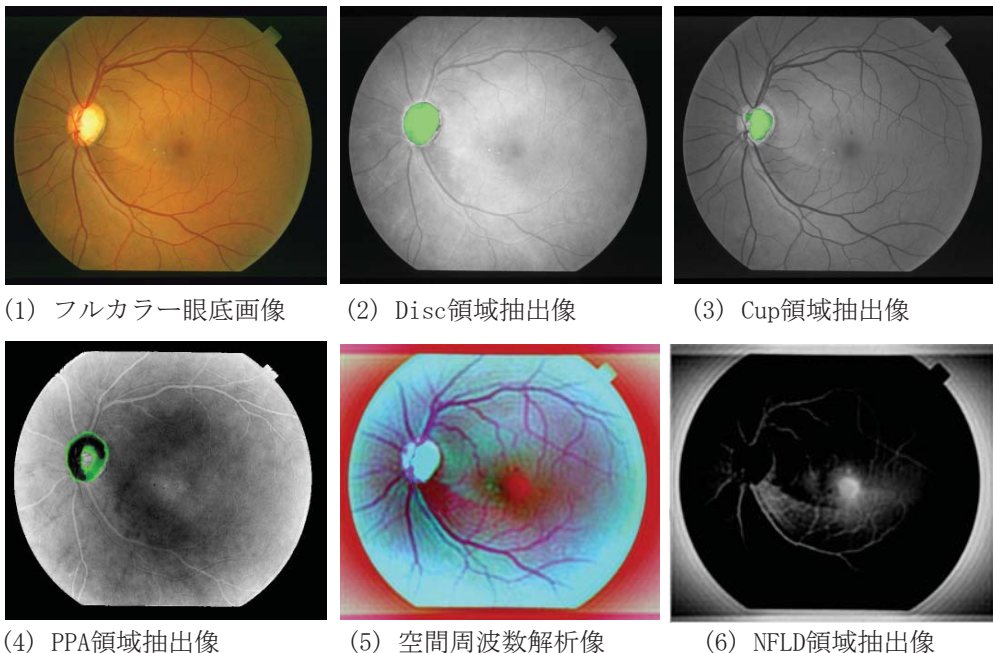 (1) フルカラー眼底画像
(2) Disc領域抽出像
(3) Cup領域抽出像
(4) PPA領域抽出像
(5) 空間周波数解析像
(6) NFLD領域抽出像